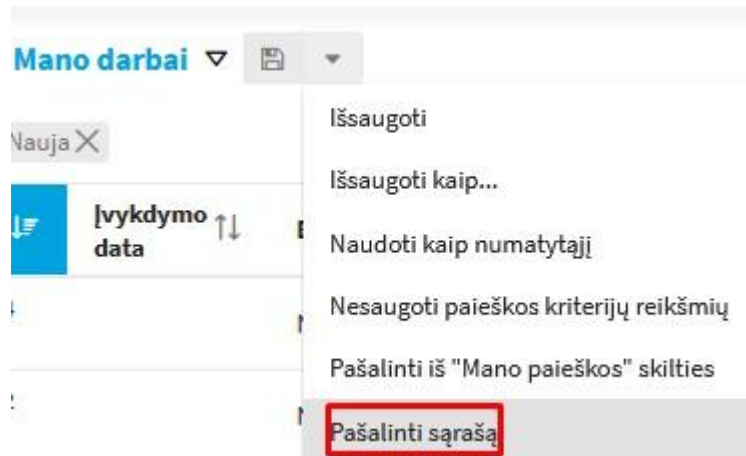 Mano darbai
Išsaugoti
Nauja
Išsaugoti kaip...
Įvykdymo
data
Naudoti kaip numatytąjį
Nesaugoti paieškos kriterijų reikšmių
Pašalinti iš "Mano paieškos" skilties
Pašalinti sąrašą